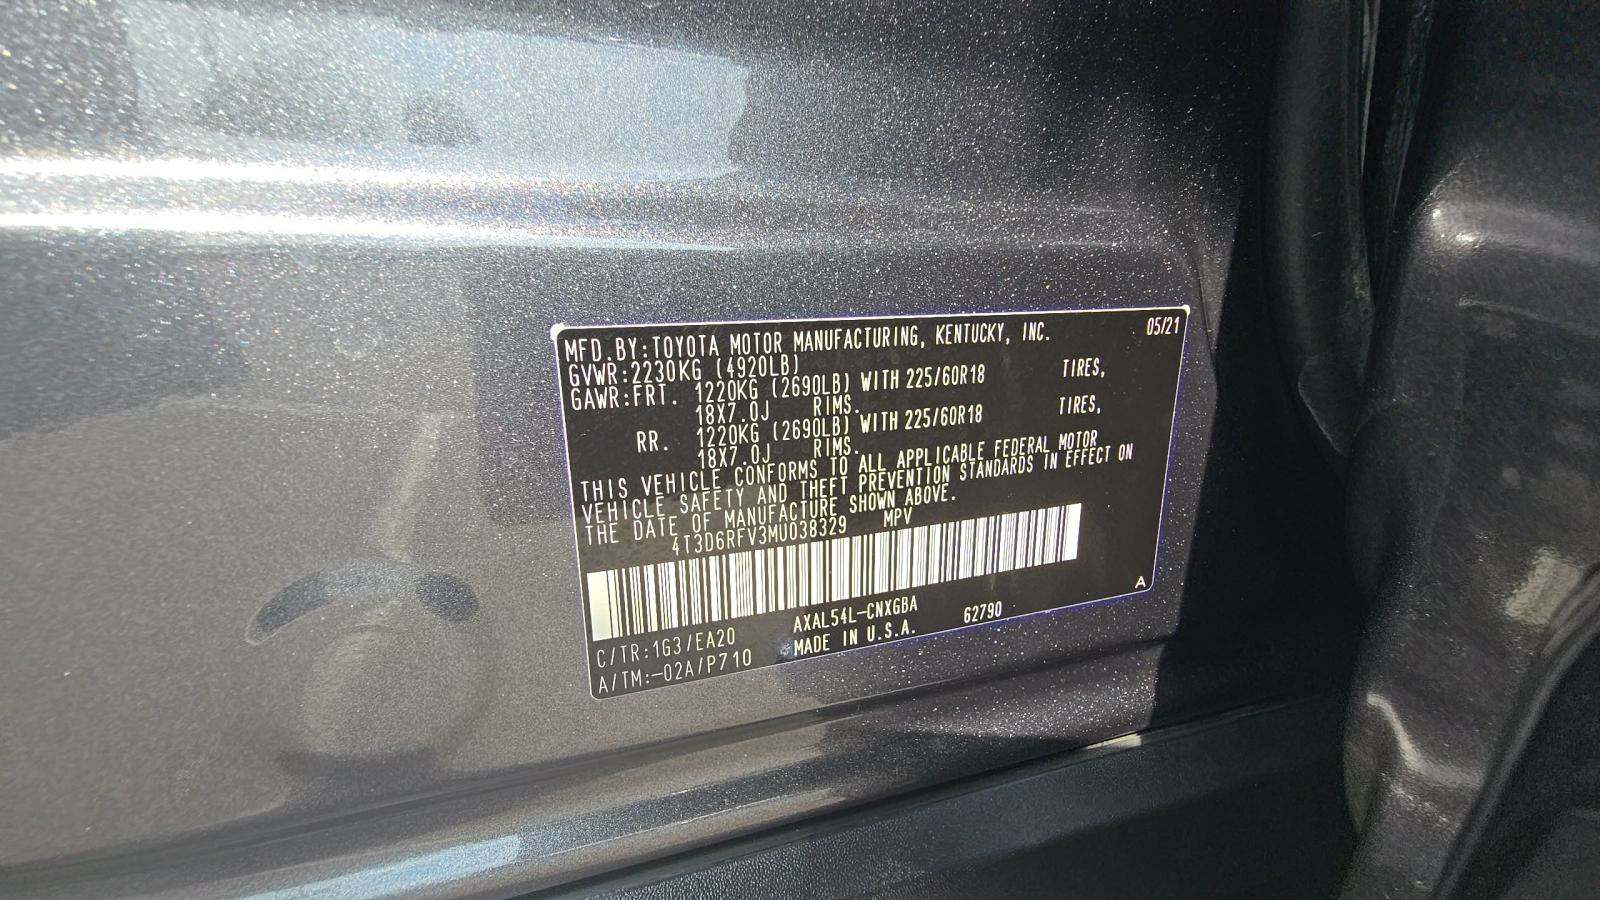 MFD.BY:TOYOTA MOTOR MANUFACTURING, KENTUCKY, INC. 05/21
GVWR:2230KG (4920LB)
GAWR:FRT. 1220KG (2690LB) WITH 225/60R18 TIRES,
18X7.0J RIMS.
RR. 1220KG (2690LB) WITH 225/60R18 TIRES,
18X7.0J RIMS.
THIS VEHICLE CONFORMS TO ALL APPLICABLE FEDERAL MOTOR
VEHICLE SAFETY AND THEFT PREVENTION STANDARDS IN EFFECT ON
THE DATE OF MANUFACTURE SHOWN ABOVE.
4T3D6RFV3MU038329 MPV
A
C/TR:1G3/EA20 AXAL54L-CNXGBA 62790
A/TM:-02A/P710 MADE IN U.S.A.